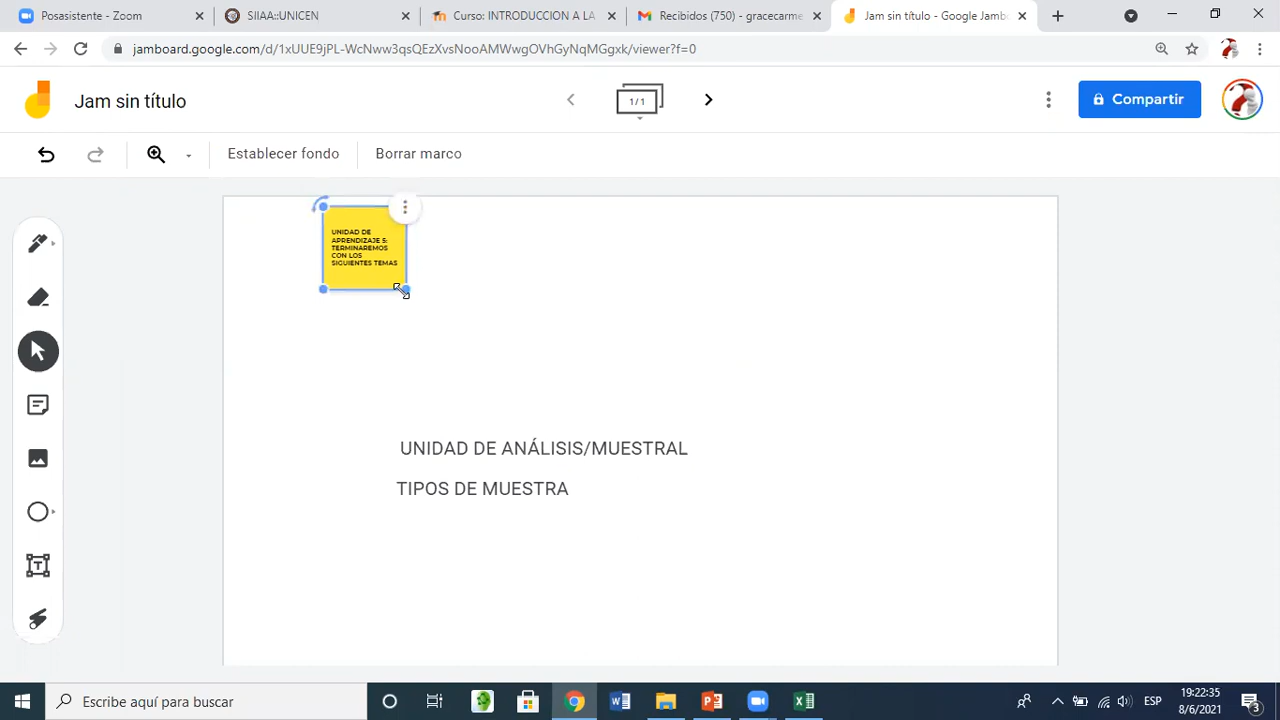 Posasistente - Zoom
SIIAA::UNICEN
Curso: INTRODUCCION A LA
Recibidos (750) - gracecarme
Jam sin título - Google Jamb
jamboard.google.com/d/1xUUE9jPL-WcNww3qsQEzXvsNooAMWwgOVhGyNqMGgxk/viewer?f=0
Jam sin título
1/1
Compartir
Establecer fondo
Borrar marco
UNIDAD DE
APRENDIZAJE 5:
TERMINAREMOS
CON LOS
SIGUIENTES TEMAS
UNIDAD DE ANÁLISIS/MUESTRAL
TIPOS DE MUESTRA
Escribe aquí para buscar
ESP
19:22:35
8/6/2021
3